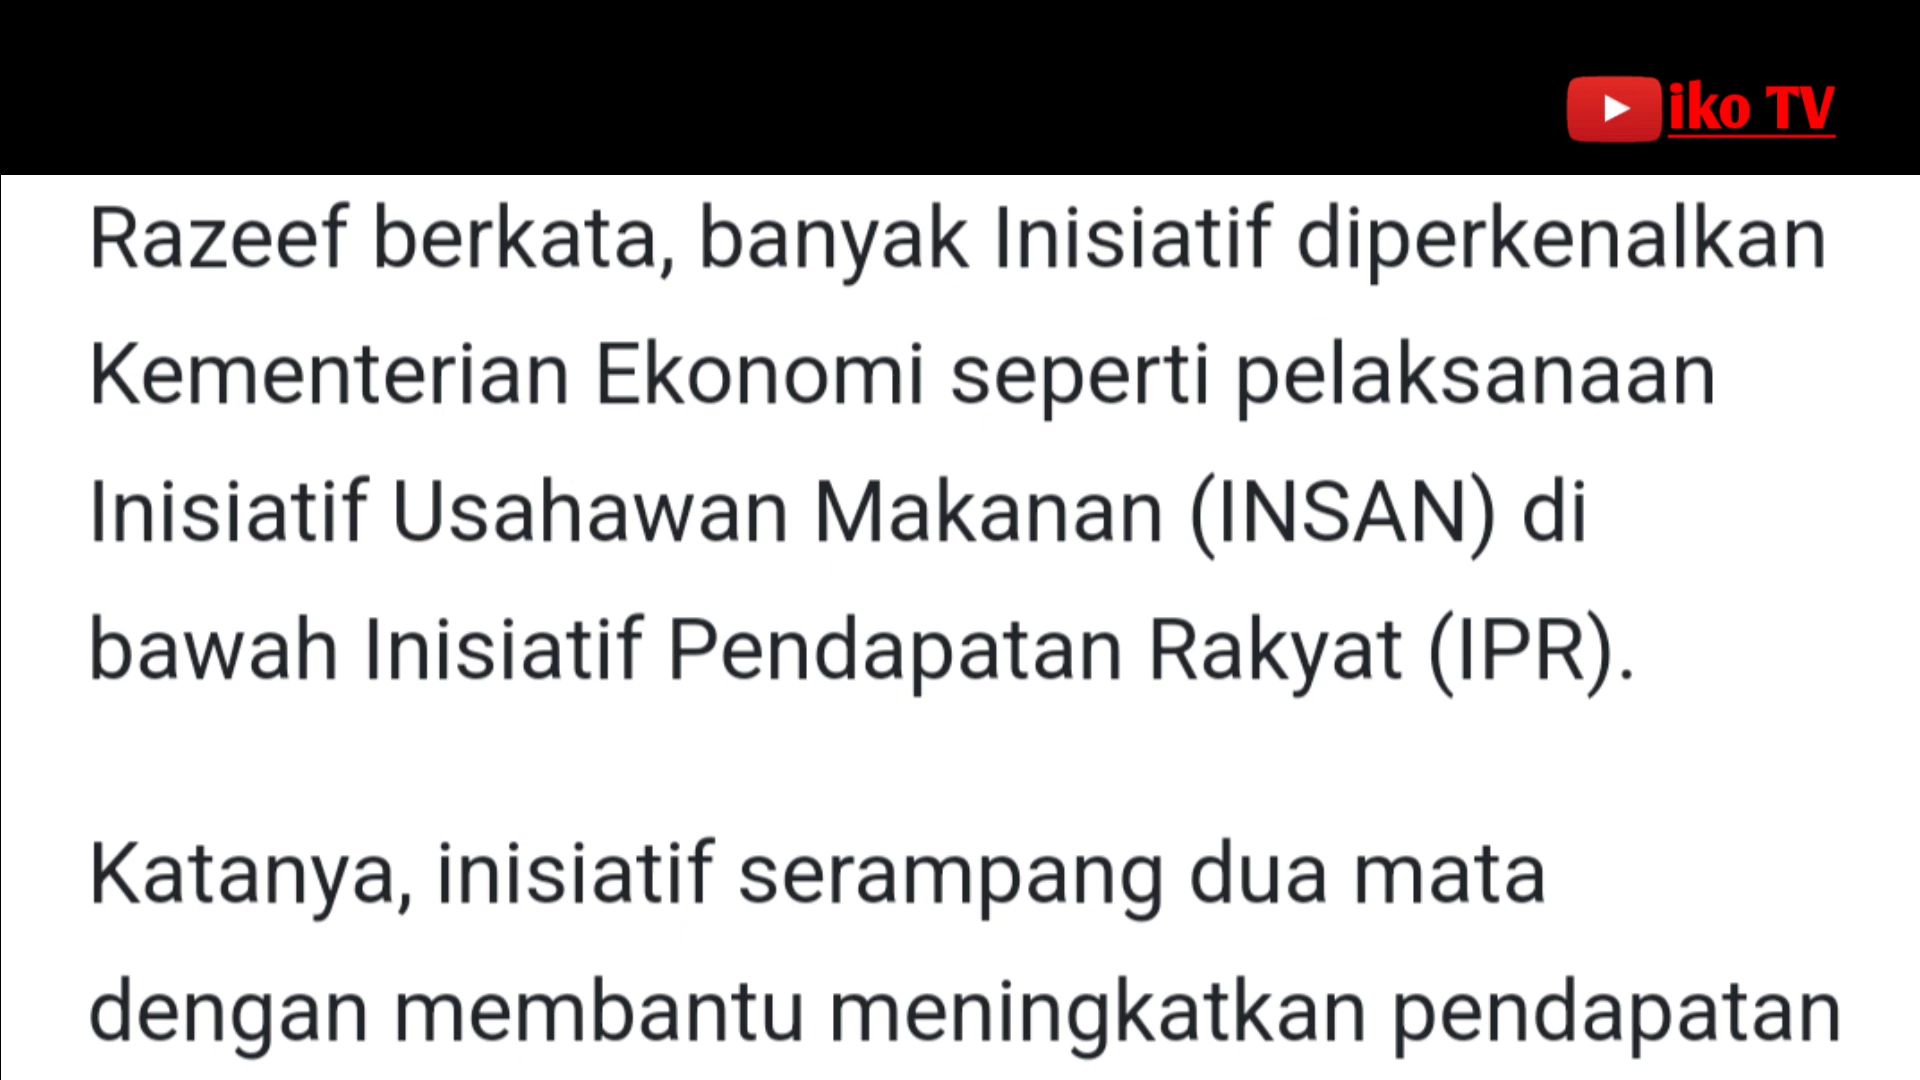 iko TV
Razeef berkata, banyak Inisiatif diperkenalkan
Kementerian Ekonomi seperti pelaksanaan
Inisiatif Usahawan Makanan (INSAN) di
bawah Inisiatif Pendapatan Rakyat (IPR).
Katanya, inisiatif serampang dua mata
dengan membantu meningkatkan pendapatan